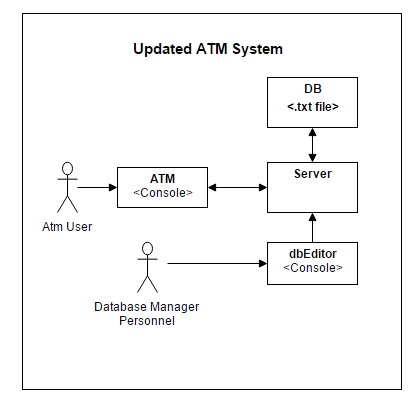 Updated ATM System
DB
<.txt file>
ATM
<Console>
Server
Atm User
dbEditor
<Console>
Database Manager
Personnel